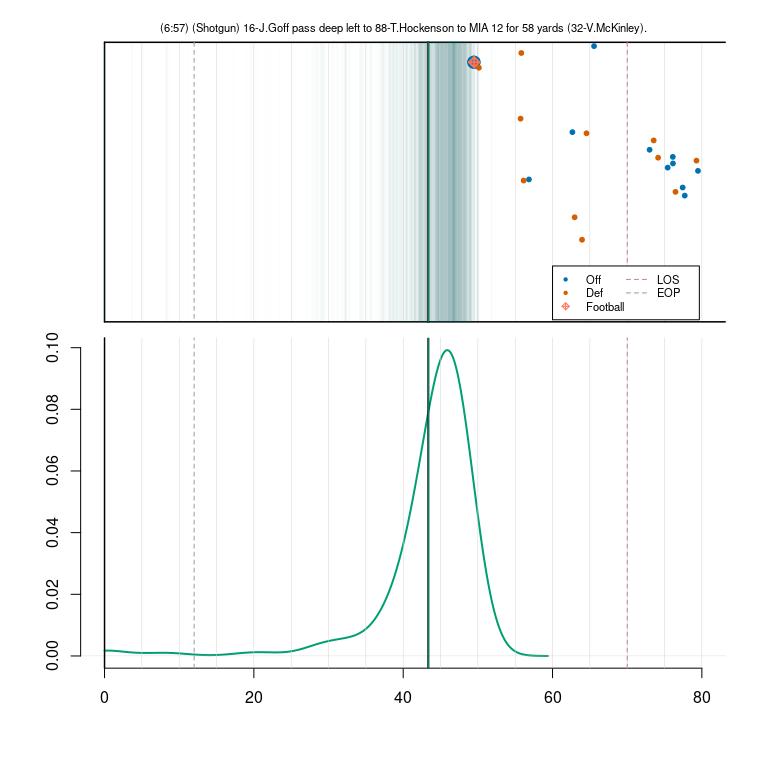 (6:57) (Shotgun) 16-J.Goff pass deep left to 88-T.Hockenson to MIA 12 for 58 yards (32-V.McKinley).
Off LOS
Def EOP
Football
0.10
0.08
0.06
0.04
0.02
0.00
0 20 40 60 80